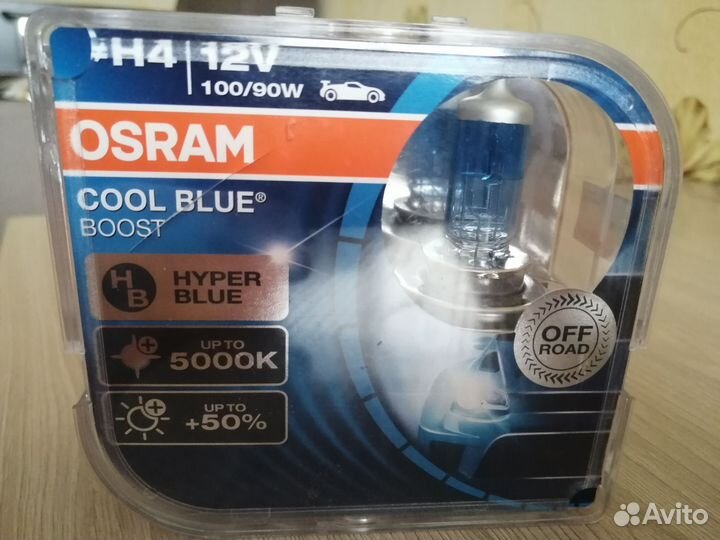 H4 12V
100/90W
OSRAM
COOL BLUE®
BOOST
HB HYPER
BLUE
UP TO
5000K
UP TO
+50%
OFF
ROAD
Avito